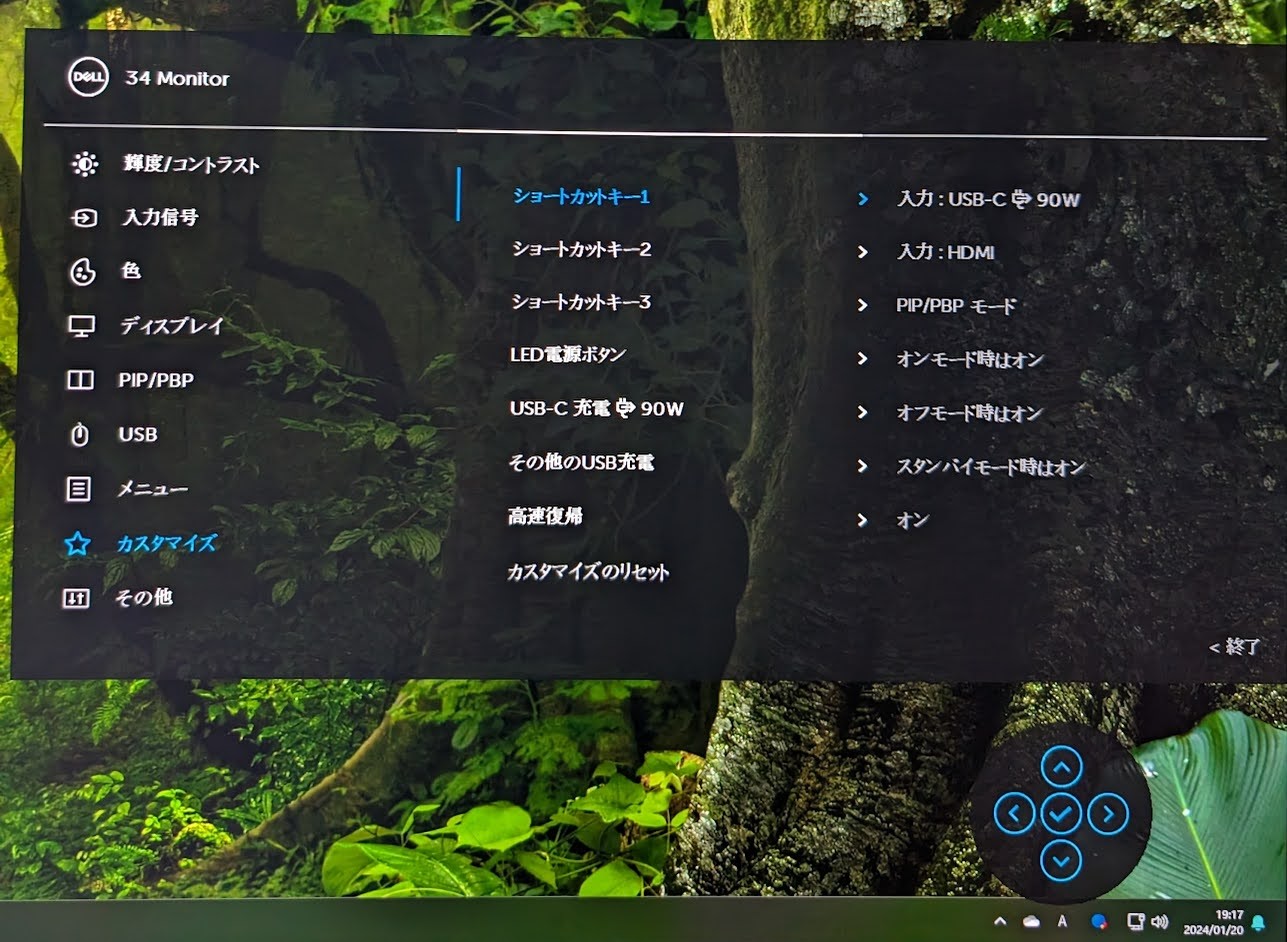 DELL 34 Monitor
輝度/コントラスト
入力信号
色
ディスプレイ
PIP/PBP
USB
メニュー
カスタマイズ
その他
ショートカットキー1 > 入力 : USB-C 90W
ショートカットキー2 > 入力 : HDMI
ショートカットキー3 > PIP/PBP モード
LED電源ボタン > オンモード時はオン
USB-C 充電 90W > オフモード時はオン
その他のUSB充電 > スタンバイモード時はオン
高速復帰 > オン
カスタマイズのリセット
< 終了
A
19:17
2024/01/20